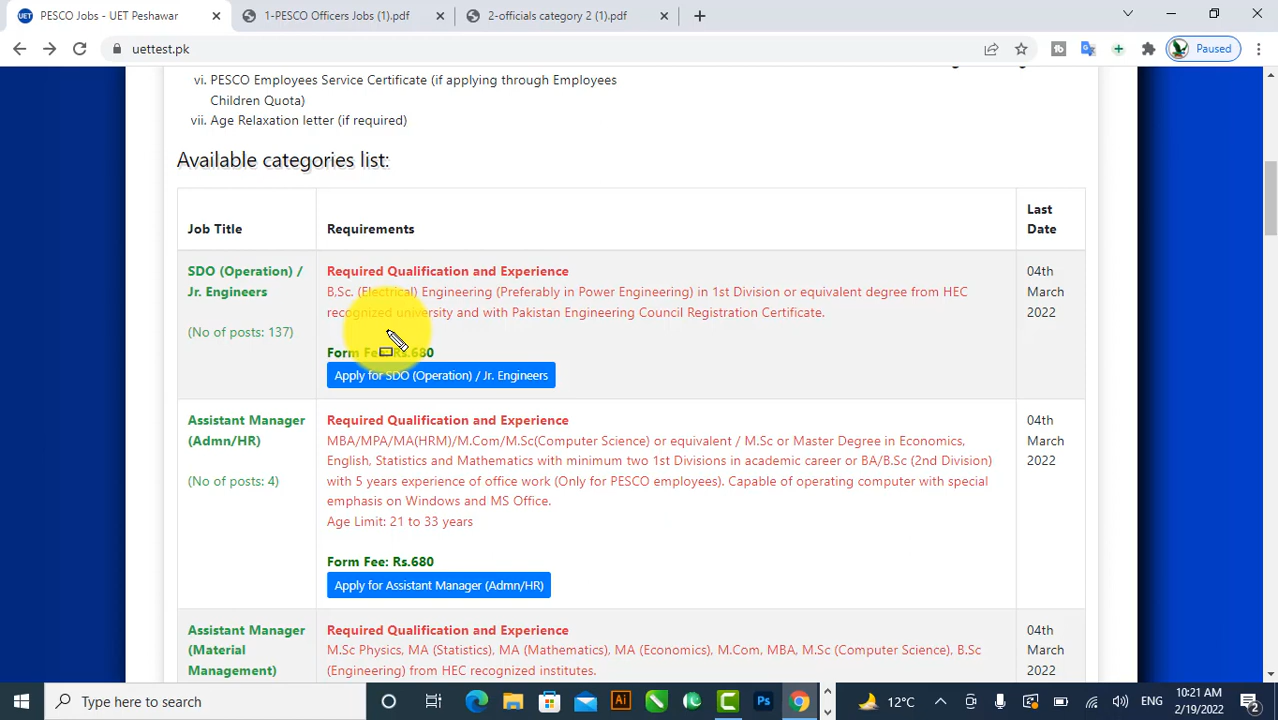 PESCO Jobs - UET Peshawar
1-PESCO Officers Jobs (1).pdf
2-officials category 2 (1).pdf
uettest.pk
Paused
vi. PESCO Employees Service Certificate (if applying through Employees
Children Quota)
vii. Age Relaxation letter (if required)
Available categories list:
Job Title
Requirements
Last
Date
SDO (Operation) /
Jr. Engineers
(No of posts: 137)
Required Qualification and Experience
B,Sc. (Electrical) Engineering (Preferably in Power Engineering) in 1st Division or equivalent degree from HEC
recognized university and with Pakistan Engineering Council Registration Certificate.
Form Fee: Rs.680
Apply for SDO (Operation) / Jr. Engineers
04th
March
2022
Assistant Manager
(Admn/HR)
(No of posts: 4)
Required Qualification and Experience
MBA/MPA/MA(HRM)/M.Com/M.Sc(Computer Science) or equivalent / M.Sc or Master Degree in Economics,
English, Statistics and Mathematics with minimum two 1st Divisions in academic career or BA/B.Sc (2nd Division)
with 5 years experience of office work (Only for PESCO employees). Capable of operating computer with special
emphasis on Windows and MS Office.
Age Limit: 21 to 33 years
Form Fee: Rs.680
Apply for Assistant Manager (Admn/HR)
04th
March
2022
Assistant Manager
(Material
Management)
Required Qualification and Experience
M.Sc Physics, MA (Statistics), MA (Mathematics), MA (Economics), M.Com, MBA, M.Sc (Computer Science), B.Sc
(Engineering) from HEC recognized institutes.
04th
March
2022
Type here to search
Ai
Ps
12°C
ENG
10:21 AM
2/19/2022
2